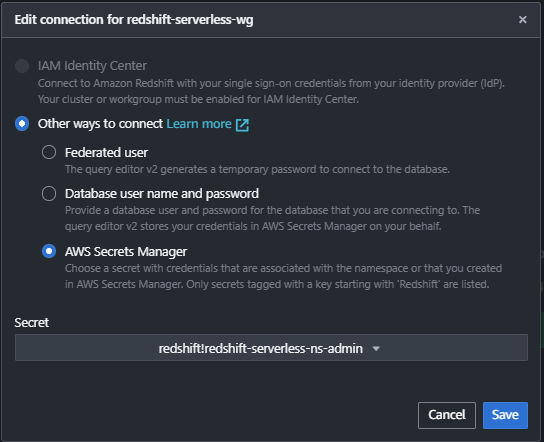 Edit connection for redshift-serverless-wg
IAM Identity Center
Connect to Amazon Redshift with your single sign-on credentials from your identity provider (IdP).
Your cluster or workgroup must be enabled for IAM Identity Center.
Other ways to connect Learn more
Federated user
The query editor v2 generates a temporary password to connect to the database.
Database user name and password
Provide a database user and password for the database that you are connecting to. The
query editor v2 stores your credentials in AWS Secrets Manager on your behalf.
AWS Secrets Manager
Choose a secret with credentials that are associated with the namespace or that you created
in AWS Secrets Manager. Only secrets tagged with a key starting with 'Redshift' are listed.
Secret
redshift!redshift-serverless-ns-admin
Cancel Save